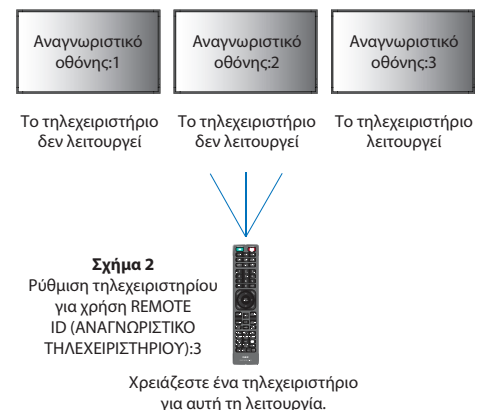 Αναγνωριστικό
οθόνης:1
Αναγνωριστικό
οθόνης:2
Αναγνωριστικό
οθόνης:3
Το τηλεχειριστήριο
δεν λειτουργεί
Το τηλεχειριστήριο
δεν λειτουργεί
Το τηλεχειριστήριο
λειτουργεί
Σχήμα 2
Ρύθμιση τηλεχειριστηρίου
για χρήση REMOTE
ID (ΑΝΑΓΝΩΡΙΣΤΙΚΟ
ΤΗΛΕΧΕΙΡΙΣΤΗΡΙΟΥ):3
Χρειάζεστε ένα τηλεχειριστήριο
για αυτή τη λειτουργία.